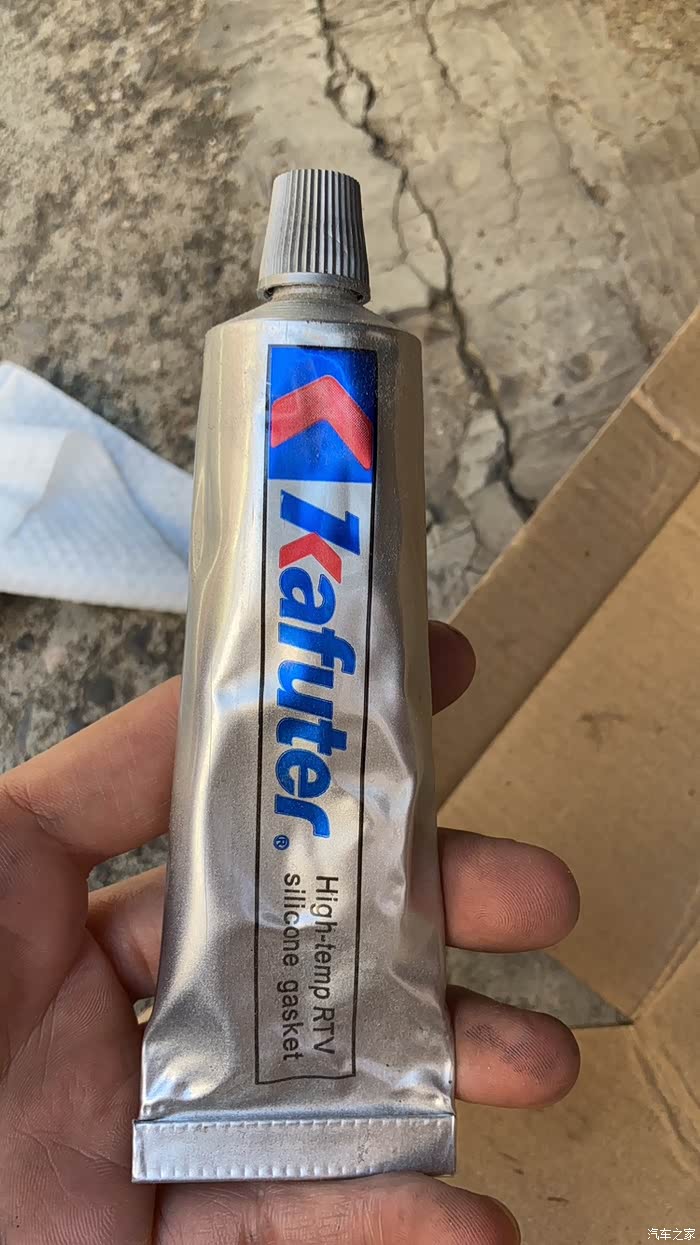 Kafuter®
High-temp RTV
silicone gasket
汽车之家